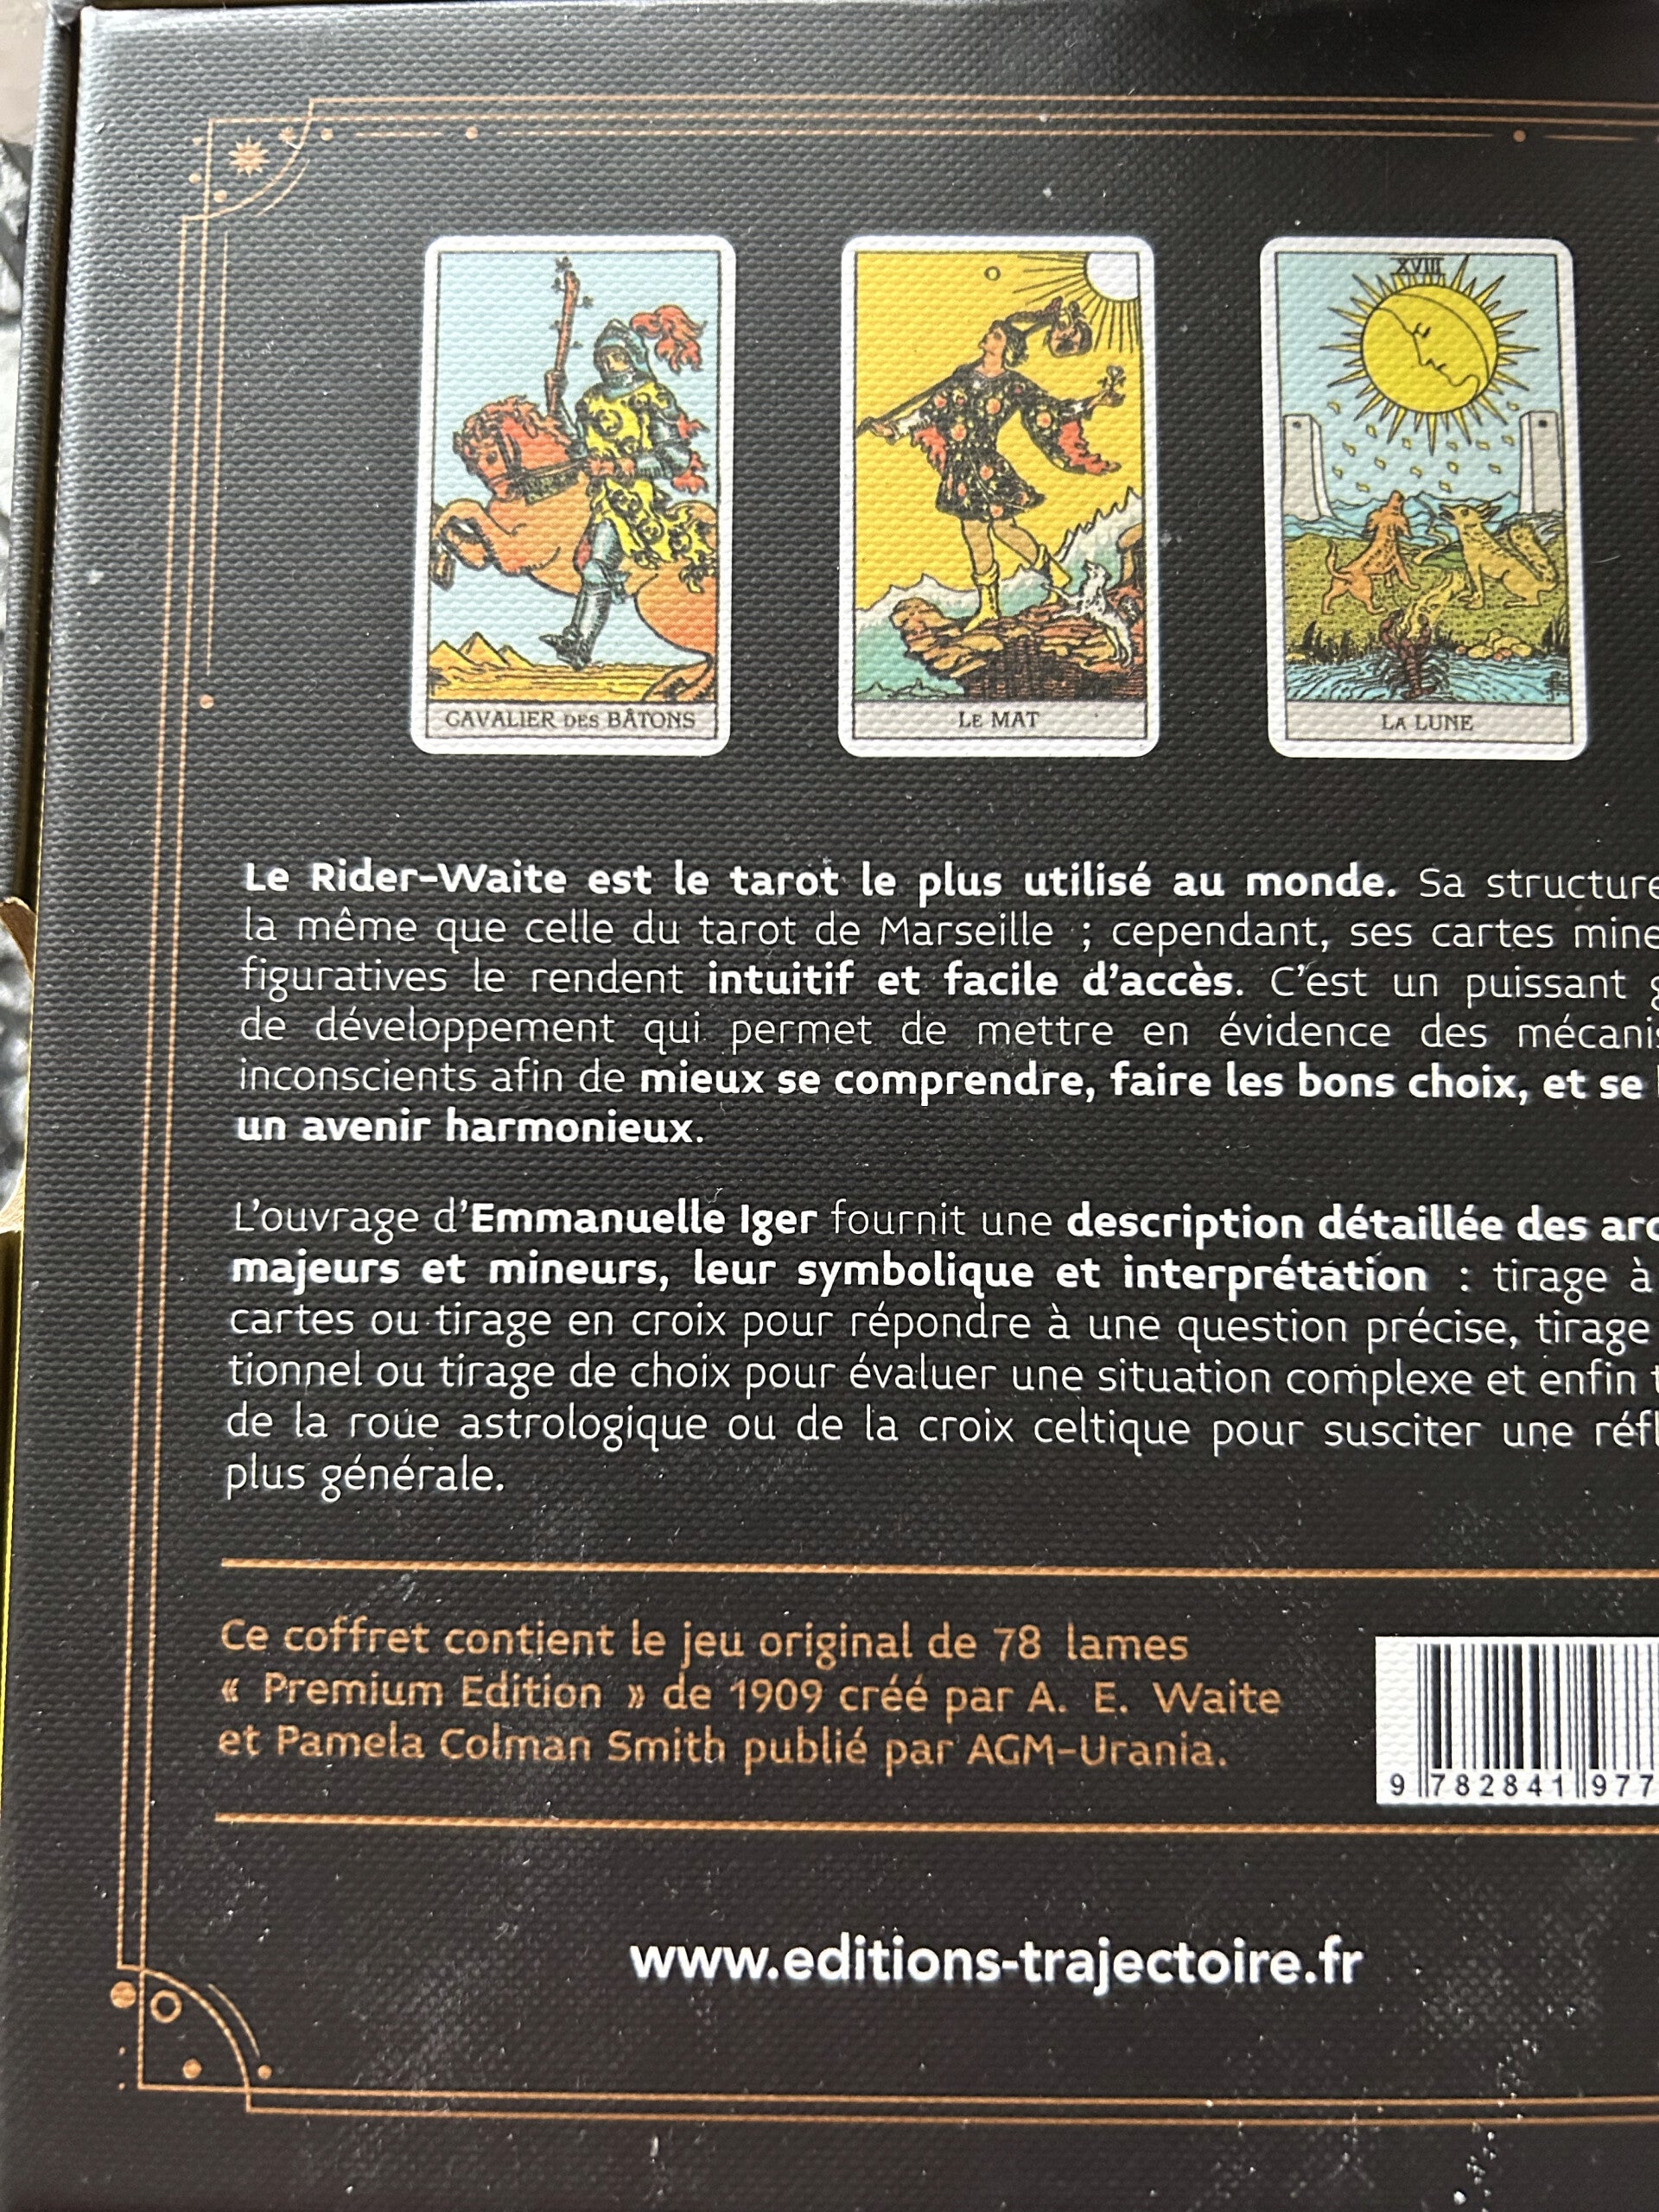 XVIII
O
CAVALIER DES BÂTONS
LE MAT
LA LUNE
Le Rider-Waite est le tarot le plus utilisé au monde. Sa structure
la même que celle du tarot de Marseille ; cependant, ses cartes
figuratives le rendent intuitif et facile d'accès. C'est un puissant
de développement qui permet de mettre en évidence des
inconscients afin de mieux se comprendre, faire les bons choix, et se
un avenir harmonieux.
L'ouvrage d'Emmanuelle Iger fournit une description détaillée des
majeurs et mineurs, leur symbolique et interprétation : tirage à
cartes ou tirage en croix pour répondre à une question précise, tirage
tionnel ou tirage de choix pour évaluer une situation complexe et enfin
de la roue astrologique ou de la croix celtique pour susciter une
plus générale.
Ce coffret contient le jeu original de 78 lames
« Premium Edition » de 1909 créé par A. E. Waite
et Pamela Colman Smith publié par AGM-Urania.
9 782841 977
www.editions-trajectoire.fr